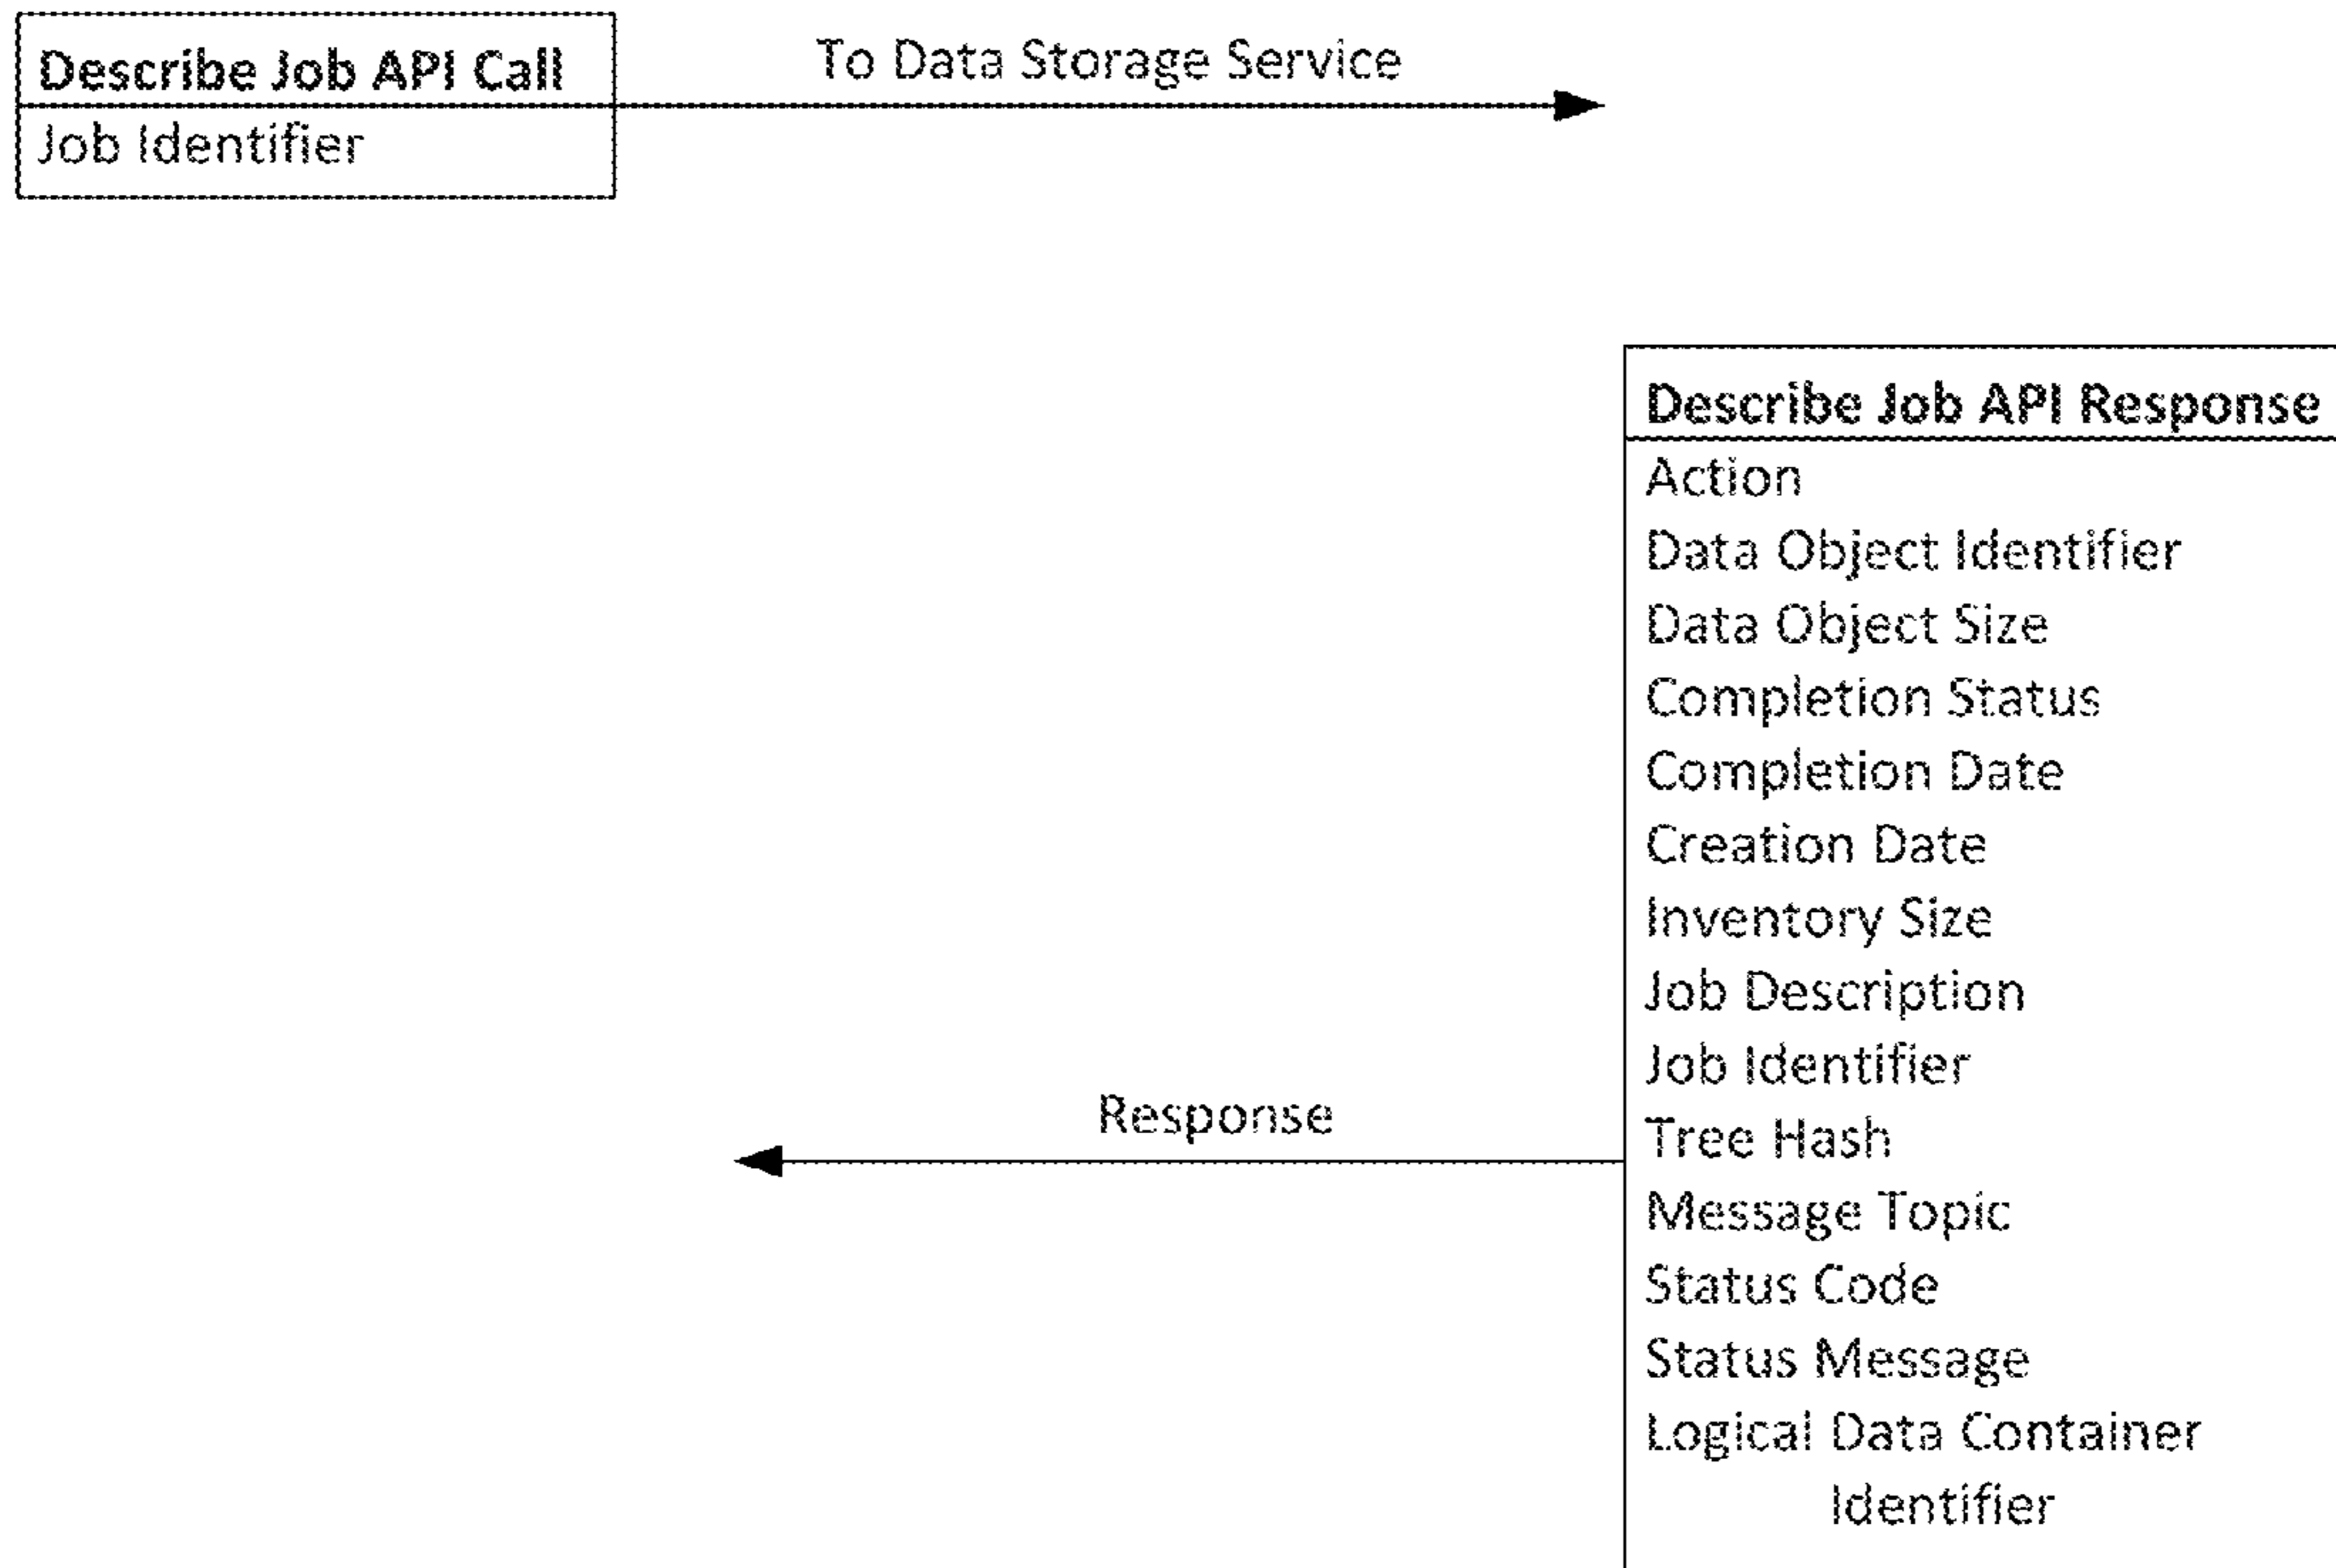 Describe Job API Call
Job Identifier
To Data Storage Service
Describe Job API Response
Action
Data Object Identifier
Data Object Size
Completion Status
Completion Date
Creation Date
Inventory Size
Job Description
Job Identifier
Tree Hash
Message Topic
Status Code
Status Message
Logical Data Container
Identifier
Response